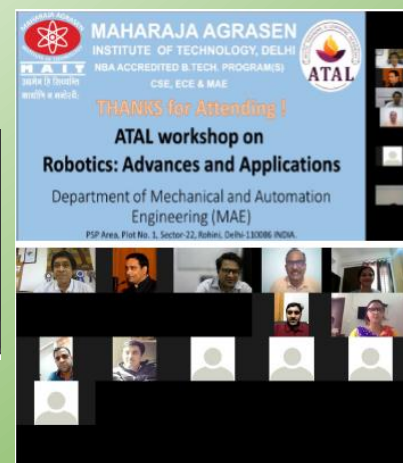 MAHARAJA AGRASEN
INSTITUTE OF TECHNOLOGY, DELHI
NBA ACCREDITED B.TECH. PROGRAM(S)
CSE, ECE & MAE
MAIT
ATAL
THANKS for Attending !
ATAL workshop on
Robotics: Advances and Applications
Department of Mechanical and Automation
Engineering (MAE)
PSP Area, Plot No. 1, Sector-22, Rohini, Delhi-110086 INDIA.